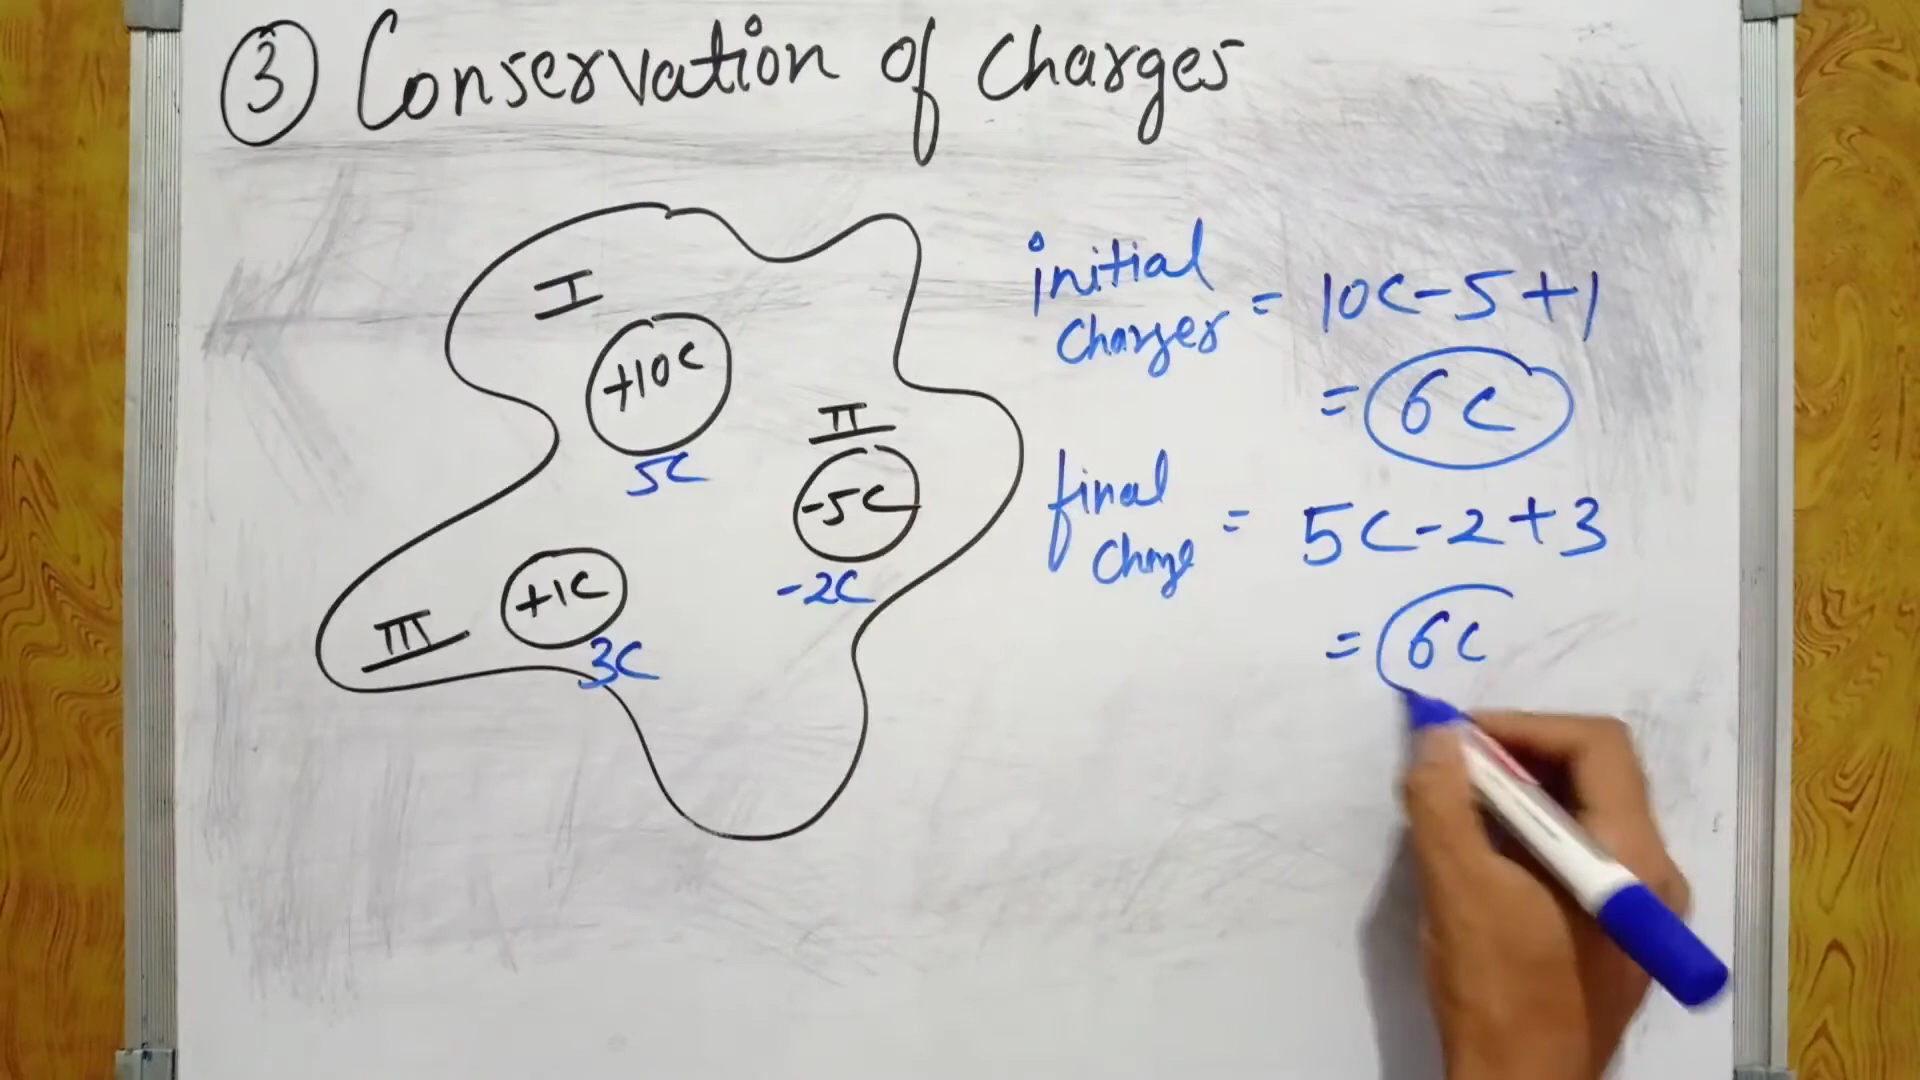 ③ Conservation of Charges
I
+10C
5C
II
-5C
-2C
III
+1C
3C
initial
Charges = 10C-5+1
= 6C
final
Charge = 5C-2+3
= 6C